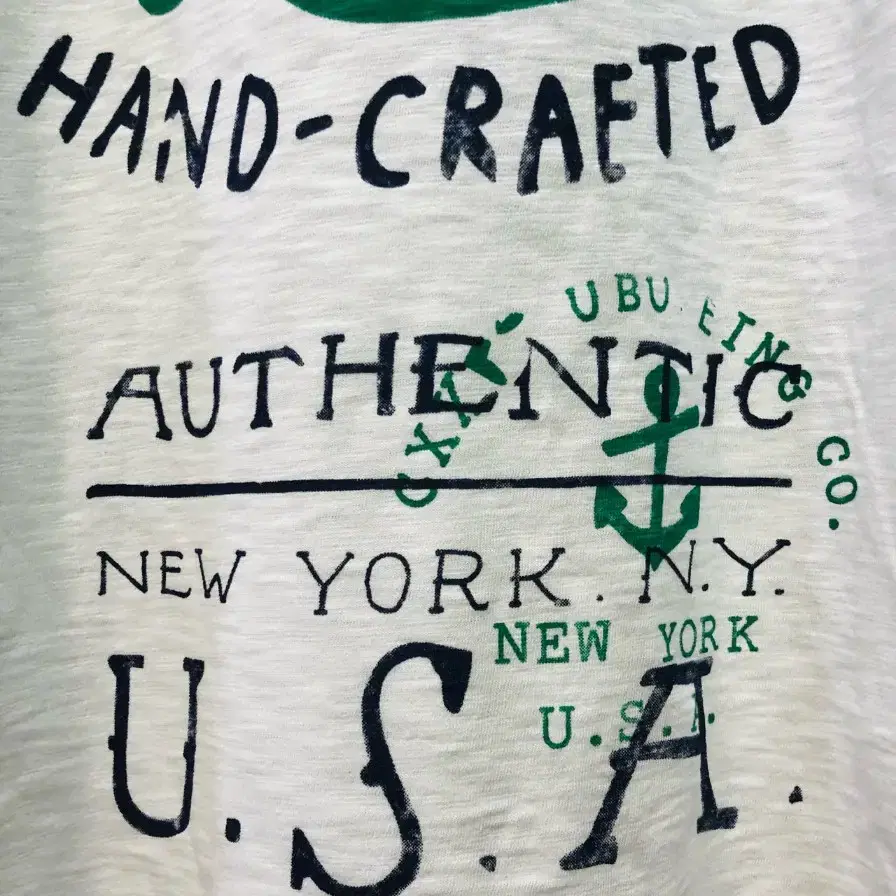 HAND-CRAFTED
AUTHENTIC
CO.
NEW YORK. N.Y.
NEW YORK
U.S.A.
U.S.A.